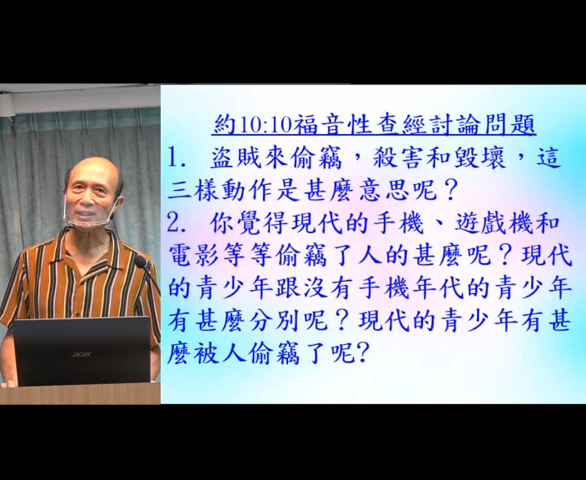 約10:10福音性查經討論問題
1. 盜賊來偷竊，殺害和毀壞，這
三樣動作是甚麼意思呢？
2. 你覺得現代的手機、遊戲機和
電影等等偷竊了人的甚麼呢？現代
的青少年跟沒有手機年代的青少年
有甚麼分別呢？現代的青少年有甚
麼被人偷竊了呢?
acer